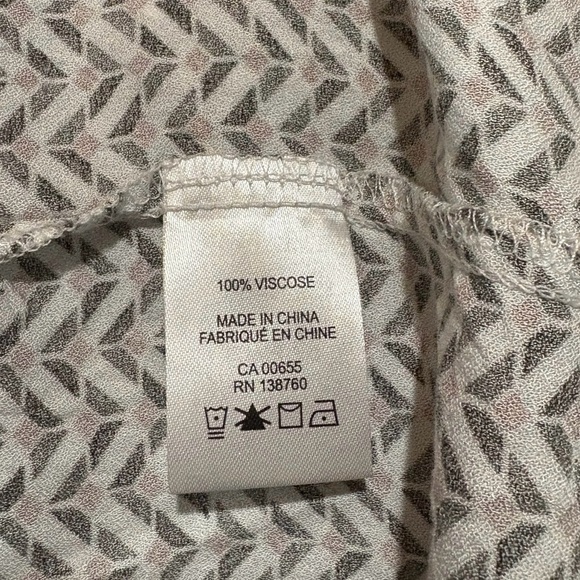 100% VISCOSE
MADE IN CHINA
FABRIQUÉ EN CHINE
CA 00655
RN 138760